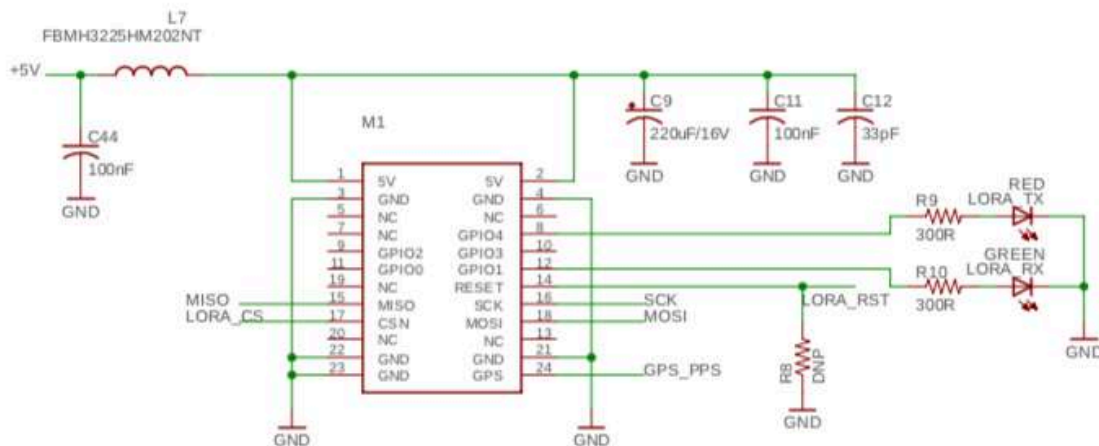 L7
FBMH3225HM202NT
+5V
C44
100nF
GND
C9
220uF/16V
GND
C11
100nF
GND
C12
33pF
GND
M1
1 5V 5V 2
3 GND GND 4
5 NC NC 6
7 NC GPIO4 8
9 GPIO2 GPIO3 10
11 GPIO0 GPIO1 12
19 NC RESET 14
MISO 15 MISO SCK 16 SCK
LORA_CS 17 CSN MOSI 18 MOSI
20 NC NC 13
22 GND GND 21
23 GND GPS 24 GPS_PPS
GND
GND
R9
300R
RED
LORA_TX
GREEN
LORA_RX
R10
300R
LORA_RST
R8
DNP
GND
GND